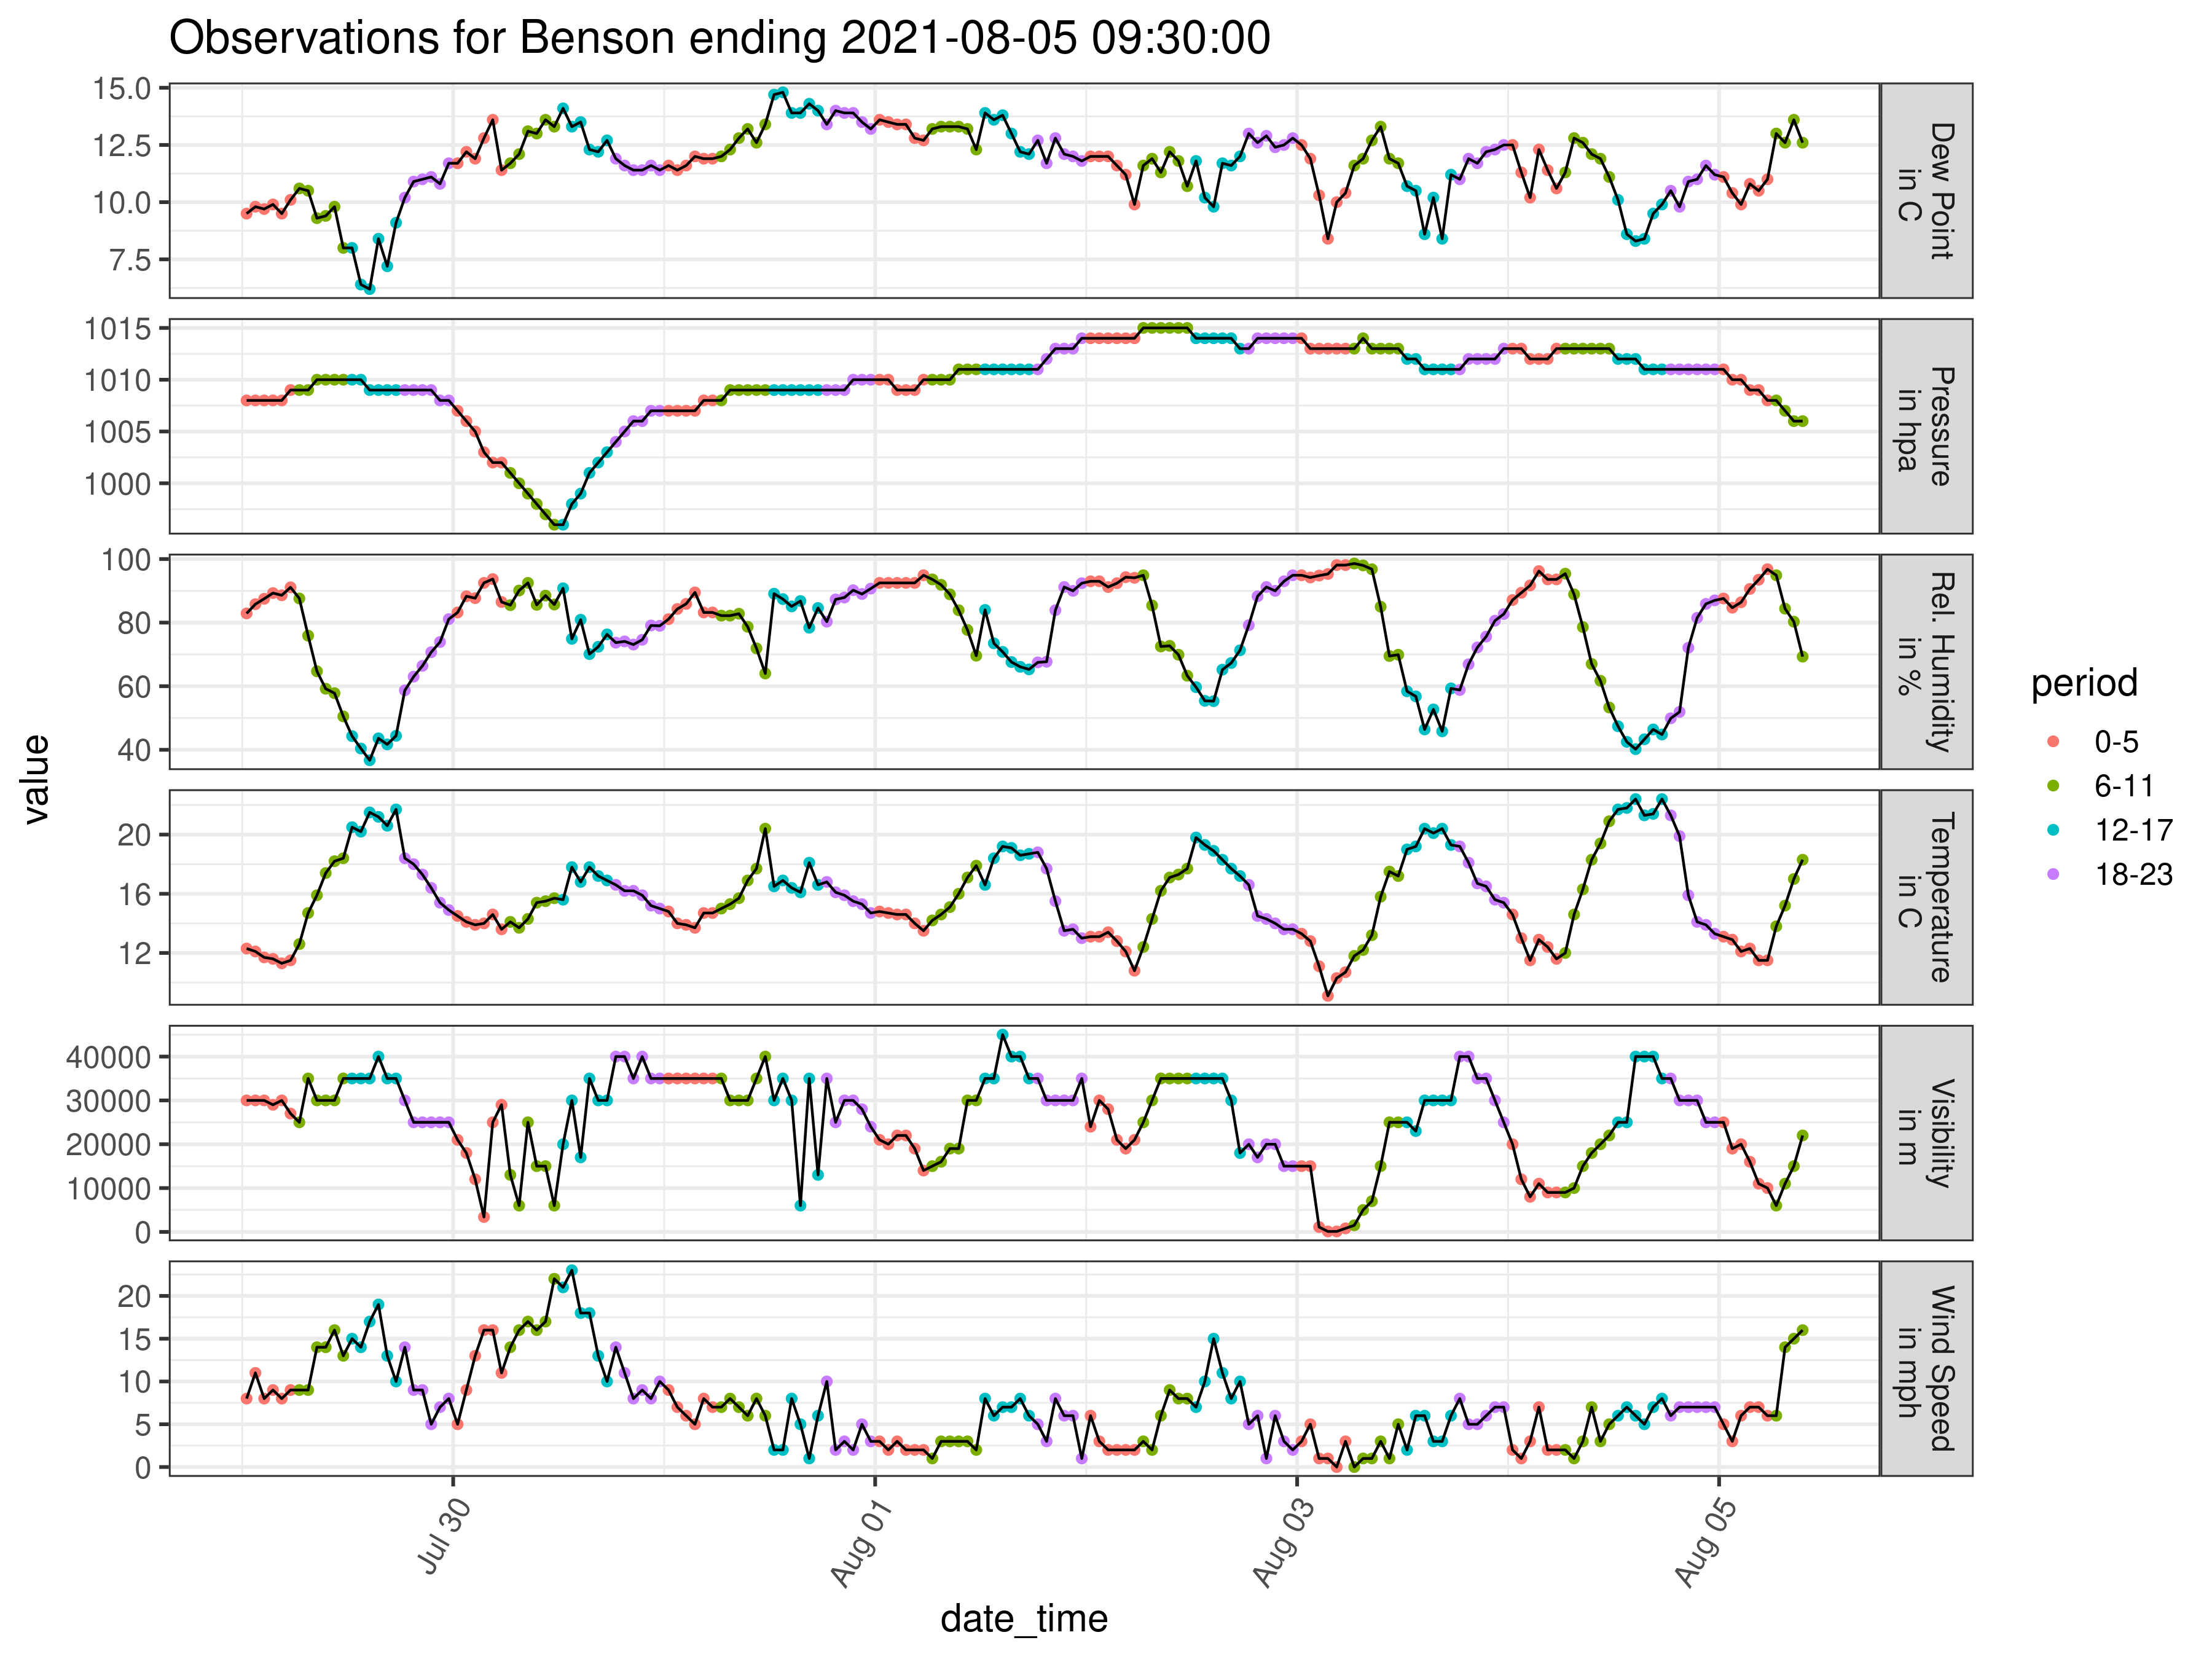 Observations for Benson ending 2021-08-05 09:30:00
value
15.0
12.5
10.0
7.5
Dew Point
in C
1015
1010
1005
1000
Pressure
in hpa
100
80
60
40
Rel. Humidity
in %
20
16
12
Temperature
in C
40000
30000
20000
10000
0
Visibility
in m
20
15
10
5
0
Wind Speed
in mph
Jul 30
Aug 01
Aug 03
Aug 05
date_time
period
0-5
6-11
12-17
18-23